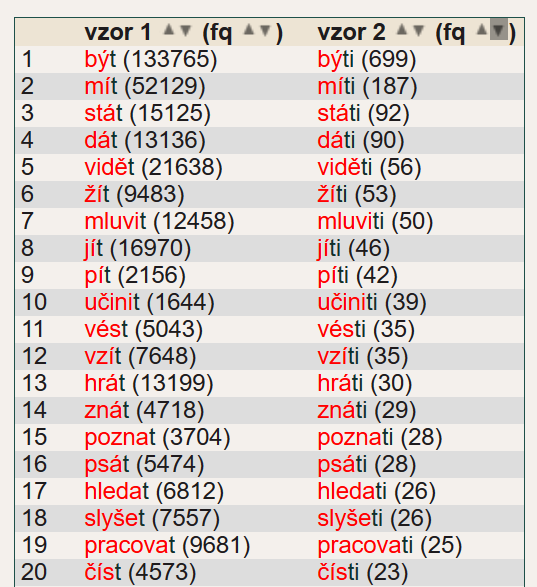 vzor 1 ▲▼ (fq ▲▼) vzor 2 ▲▼ (fq ▲▼)
1 být (133765) býti (699)
2 mít (52129) míti (187)
3 stát (15125) státi (92)
4 dát (13136) dáti (90)
5 vidět (21638) viděti (56)
6 žít (9483) žíti (53)
7 mluvit (12458) mluviti (50)
8 jít (16970) jíti (46)
9 pít (2156) píti (42)
10 učinit (1644) učiniti (39)
11 vést (5043) vésti (35)
12 vzít (7648) vzíti (35)
13 hrát (13199) hráti (30)
14 znát (4718) znáti (29)
15 poznat (3704) poznati (28)
16 psát (5474) psáti (28)
17 hledat (6812) hledati (26)
18 slyšet (7557) slyšeti (26)
19 pracovat (9681) pracovati (25)
20 číst (4573) čísti (23)